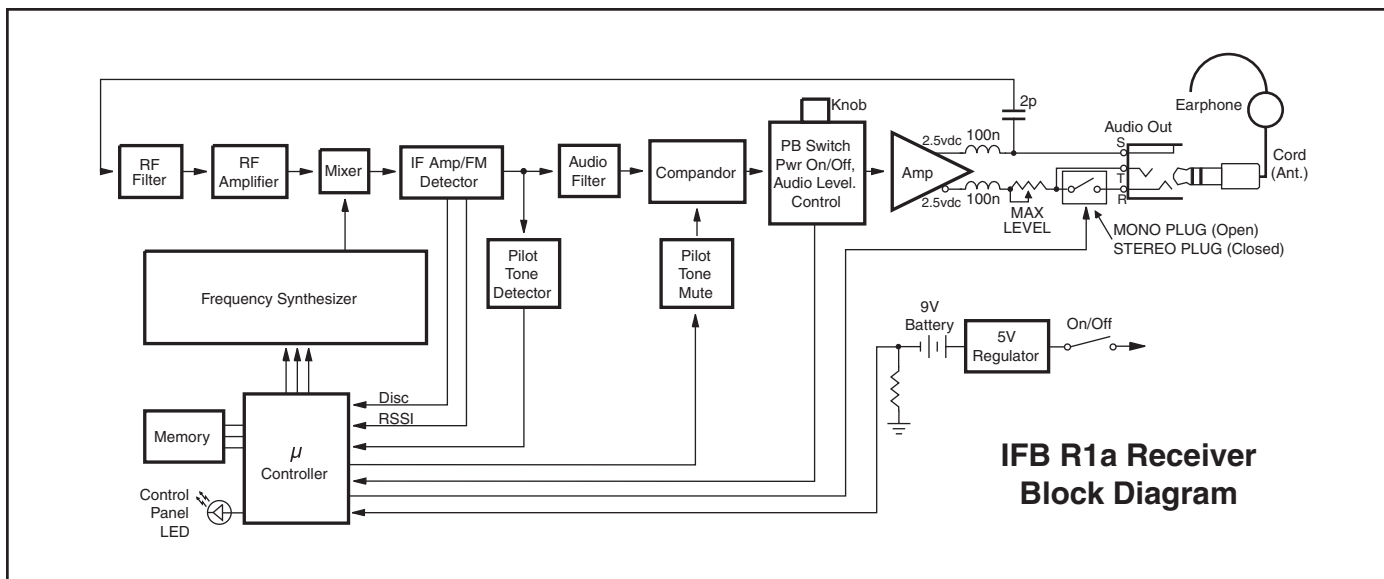 2p
Knob
Earphone
Audio Out
S
T
R
Cord
(Ant.)
RF
Filter
RF
Amplifier
Mixer
IF Amp/FM
Detector
Audio
Filter
Compandor
PB Switch
Pwr On/Off,
Audio Level.
Control
Amp
2.5vdc
100n
2.5vdc
100n
MAX
LEVEL
MONO PLUG (Open)
STEREO PLUG (Closed)
Frequency Synthesizer
Pilot
Tone
Detector
Pilot
Tone
Mute
9V
Battery
5V
Regulator
On/Off
Disc
RSSI
Memory
μ
Controller
Control
Panel
LED
IFB R1a Receiver
Block Diagram